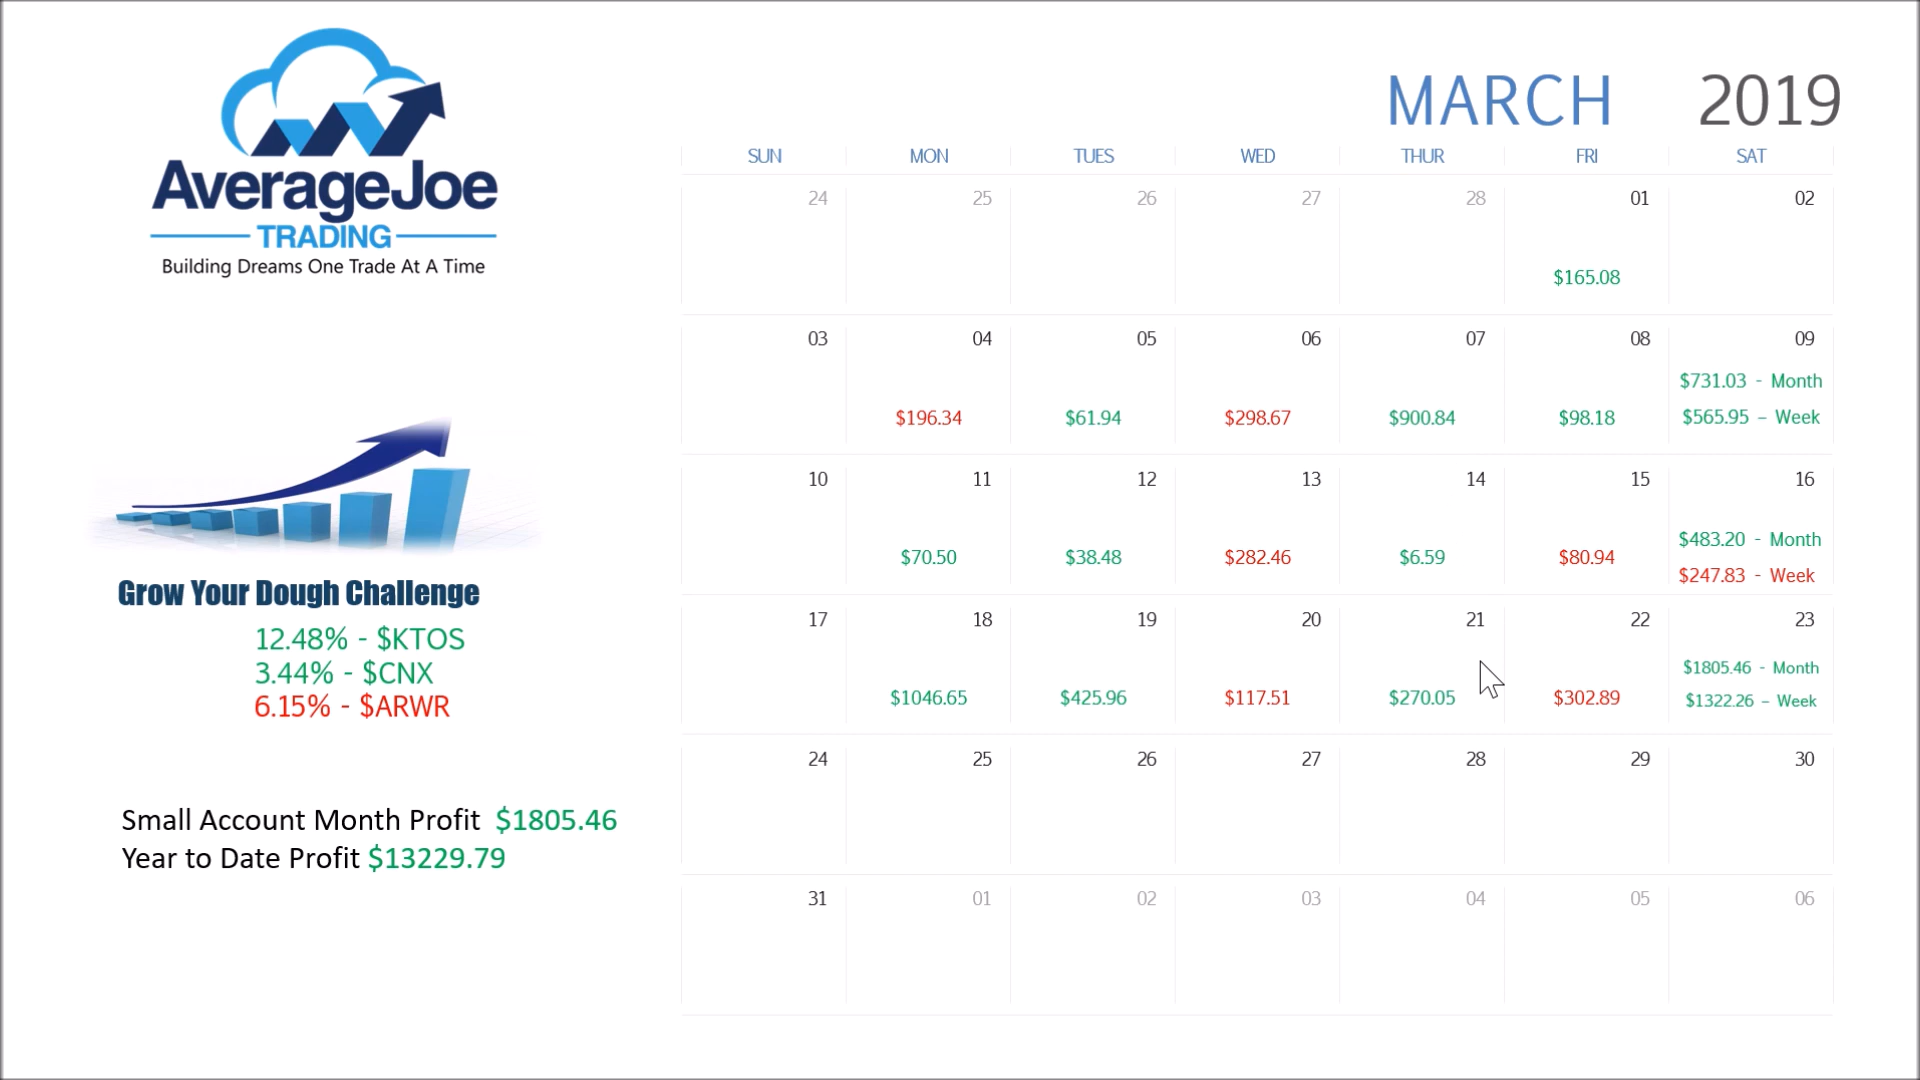 AverageJoe
TRADING
Building Dreams One Trade At A Time
Grow Your Dough Challenge
12.48% - $KTOS
3.44% - $CNX
6.15% - $ARWR
Small Account Month Profit $1805.46
Year to Date Profit $13229.79
MARCH 2019
SUN MON TUES WED THUR FRI SAT
24 25 26 27 28 01 02
$165.08
03 04 05 06 07 08 09
$731.03 - Month
$196.34 $61.94 $298.67 $900.84 $98.18 $565.95 – Week
10 11 12 13 14 15 16
$483.20 - Month
$70.50 $38.48 $282.46 $6.59 $80.94
$247.83 - Week
17 18 19 20 21 22 23
$1805.46 - Month
$1046.65 $425.96 $117.51 $270.05 $302.89 $1322.26 – Week
24 25 26 27 28 29 30
31 01 02 03 04 05 06